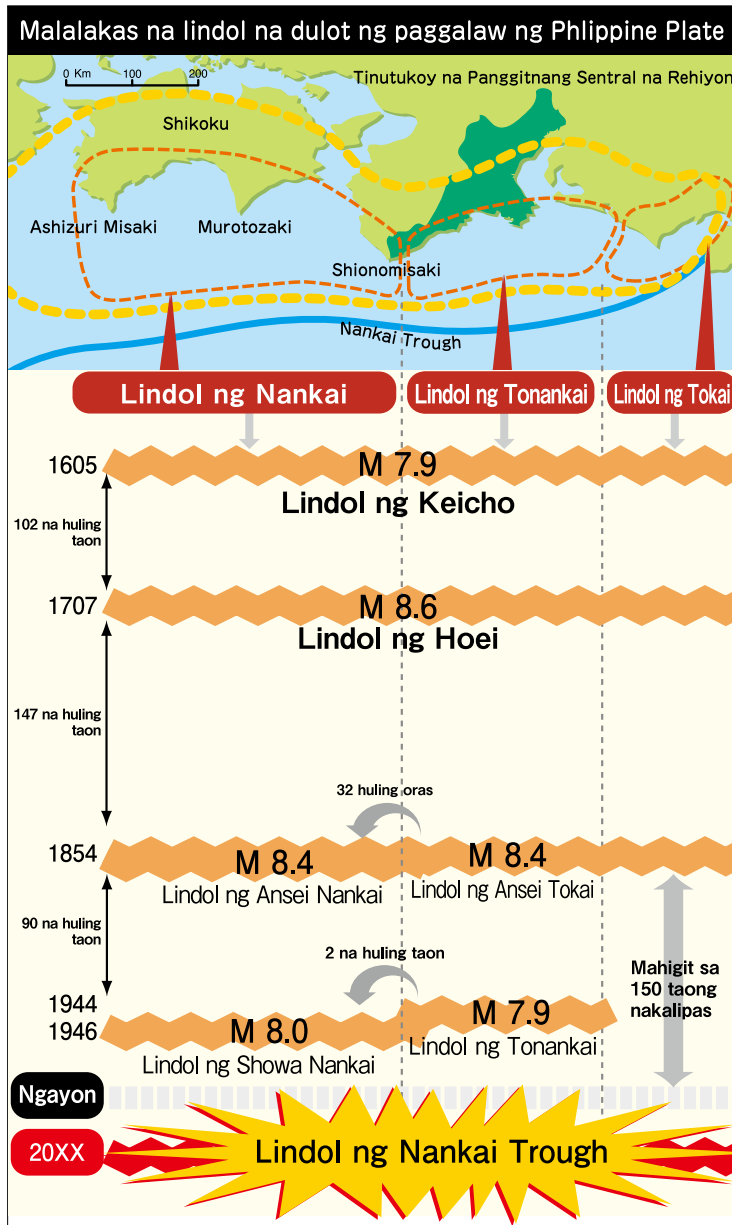 Malalakas na lindol na dulot ng paggalaw ng Phlippine Plate
0 Km 100 200
Tinutukoy na Panggitnang Sentral na Rehiyon
Shikoku
Ashizuri Misaki
Murotozaki
Shionomisaki
Nankai Trough
Lindol ng Nankai
Lindol ng Tonankai
Lindol ng Tokai
1605
M 7.9
Lindol ng Keicho
102 na huling
taon
1707
M 8.6
Lindol ng Hoei
147 na huling
taon
32 huling oras
1854
M 8.4
M 8.4
Lindol ng Ansei Nankai
Lindol ng Ansei Tokai
90 na huling
taon
2 na huling taon
Mahigit sa
150 taong
nakalipas
1944
1946
M 8.0
M 7.9
Lindol ng Showa Nankai
Lindol ng Tonankai
Ngayon
20XX
Lindol ng Nankai Trough